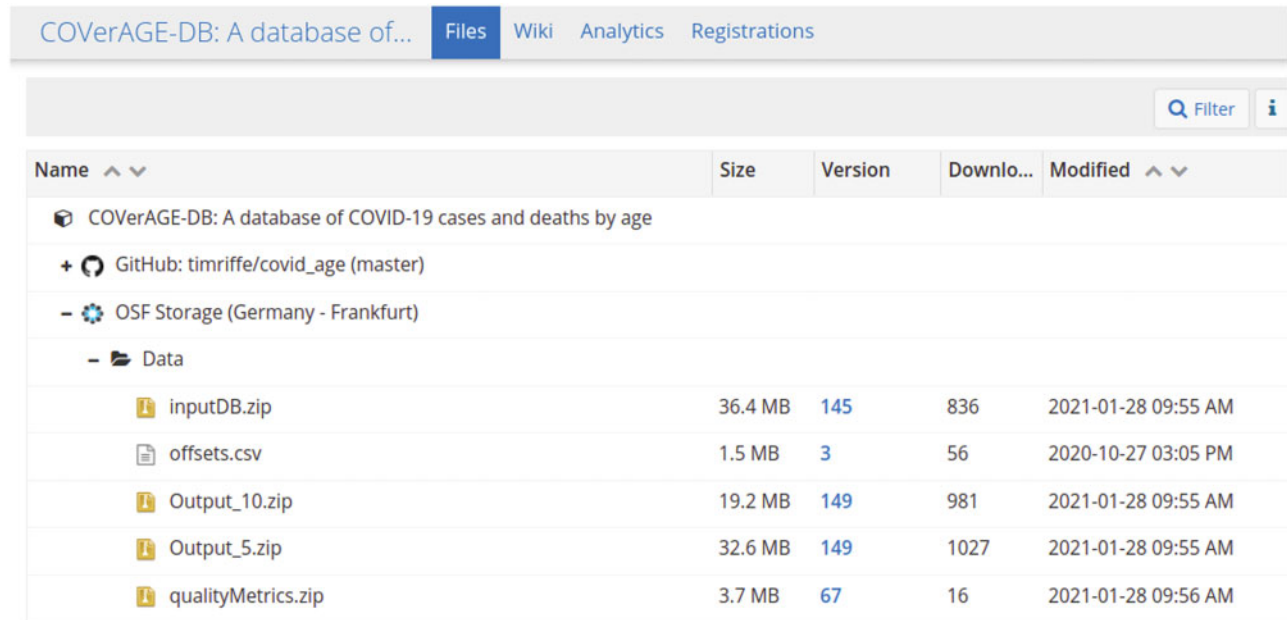 COVerAGE-DB: A database of... Files Wiki Analytics Registrations
Filter i
Name Size Version Downlo... Modified
COVerAGE-DB: A database of COVID-19 cases and deaths by age
+ GitHub: timriffe/covid_age (master)
- OSF Storage (Germany - Frankfurt)
- Data
inputDB.zip 36.4 MB 145 836 2021-01-28 09:55 AM
offsets.csv 1.5 MB 3 56 2020-10-27 03:05 PM
Output_10.zip 19.2 MB 149 981 2021-01-28 09:55 AM
Output_5.zip 32.6 MB 149 1027 2021-01-28 09:55 AM
qualityMetrics.zip 3.7 MB 67 16 2021-01-28 09:56 AM